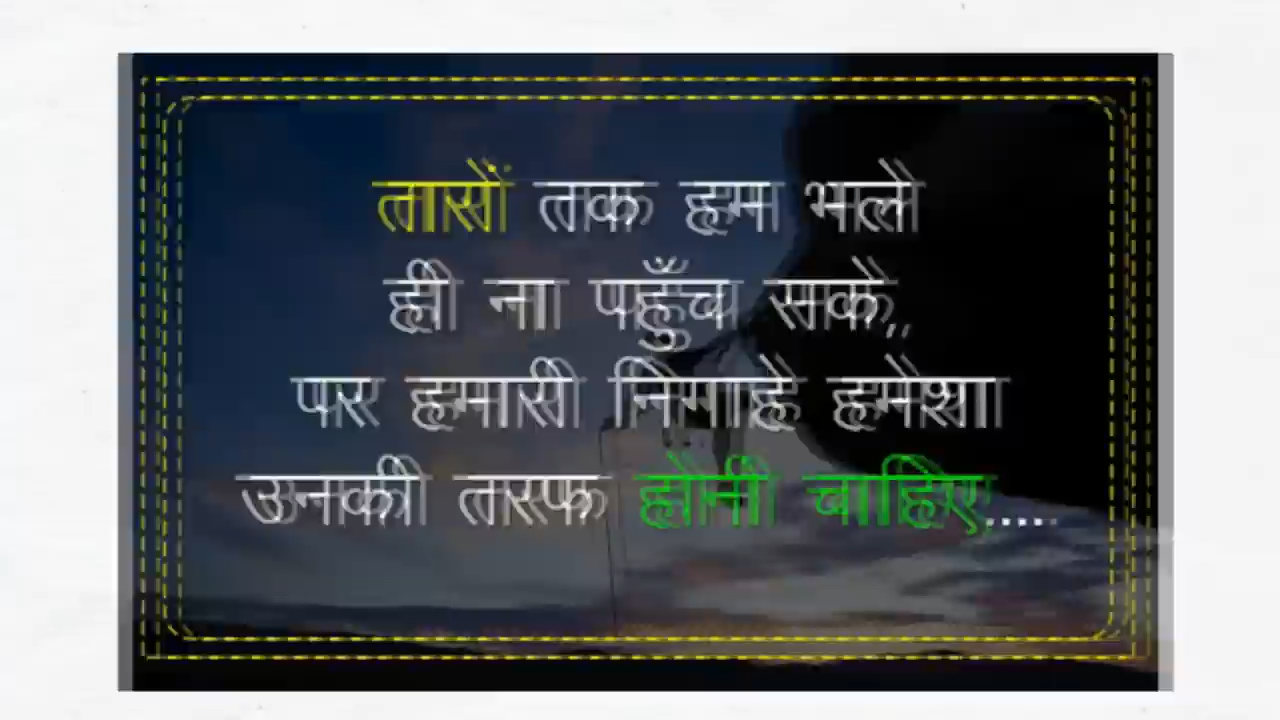 तारों तक हम भले
ही ना पहुँच सके,,
पर हमारी निगाहे हमेशा
उनकी तरफ होनी चाहिए.....